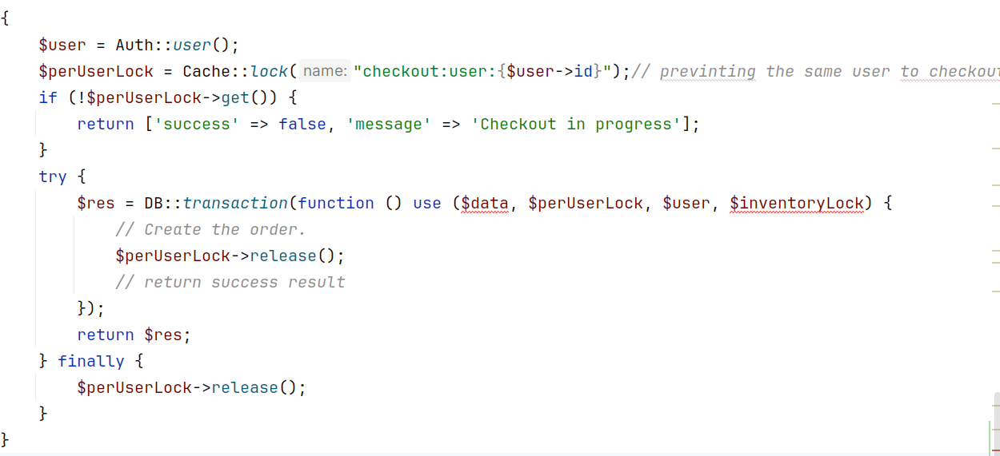 {
$user = Auth::user();
$perUserLock = Cache::lock( name: "checkout:user:{$user->id}");// previnting the same user to checkout
if (!$perUserLock->get()) {
return ['success' => false, 'message' => 'Checkout in progress'];
}
try {
$res = DB::transaction(function () use ($data, $perUserLock, $user, $inventoryLock) {
// Create the order.
$perUserLock->release();
// return success result
});
return $res;
} finally {
$perUserLock->release();
}
}